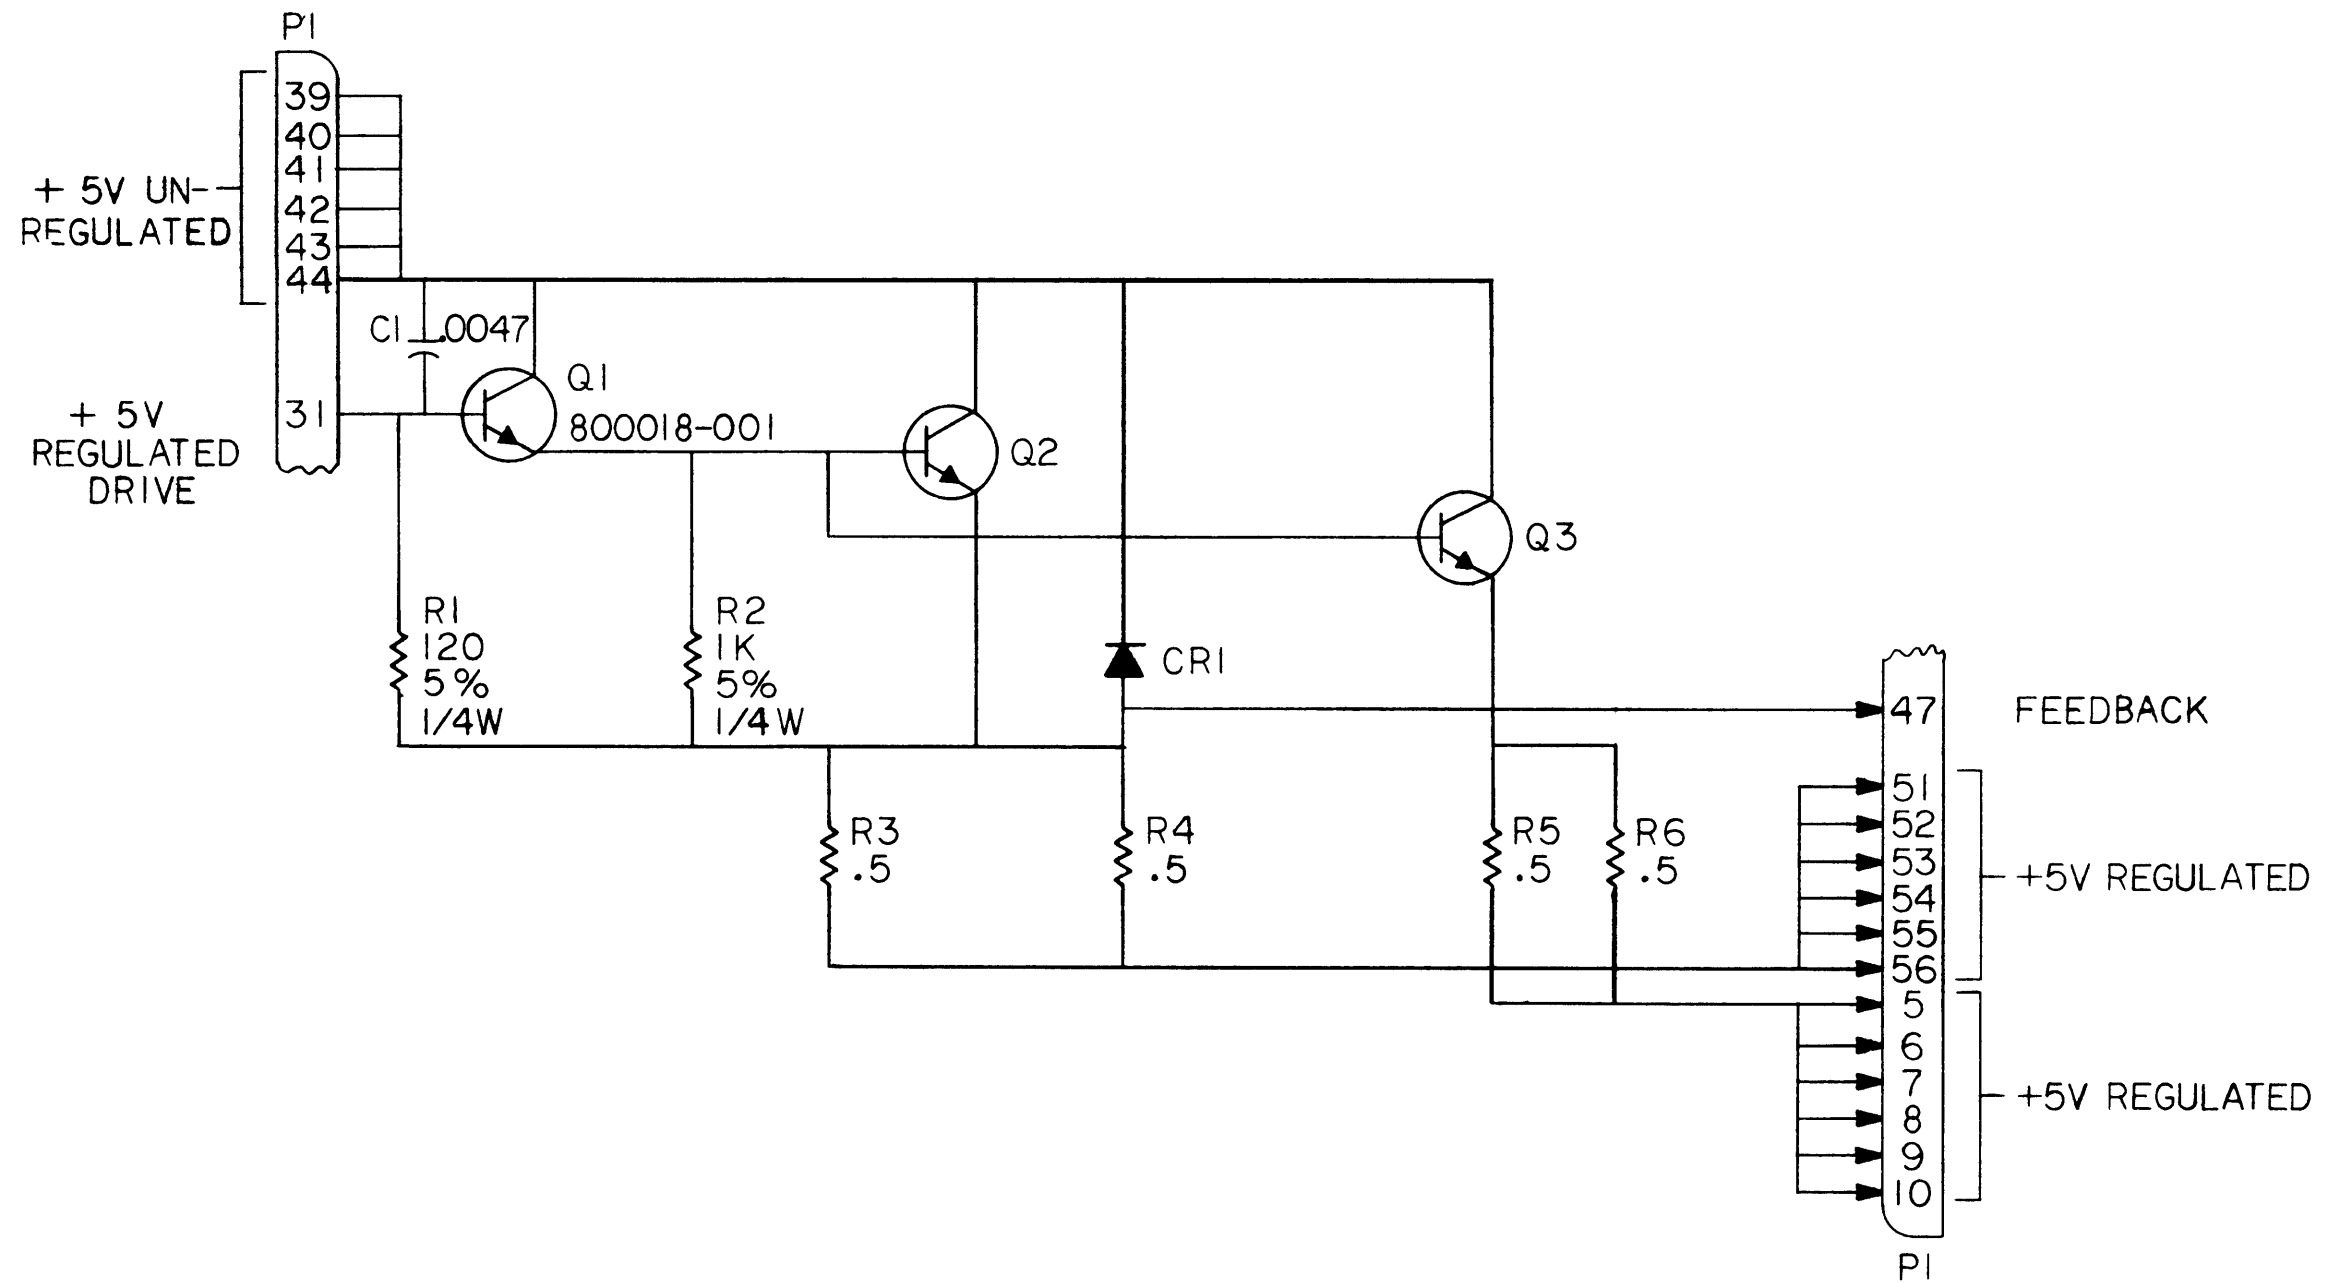 P1
39
40
41
42
43
44
+ 5V UN-
REGULATED
C1 .0047
Q1
800018-001
31
+ 5V
REGULATED
DRIVE
Q2
Q3
R1
120
5%
1/4W
R2
1K
5%
1/4W
CR1
47
FEEDBACK
R3
.5
R4
.5
R5
.5
R6
.5
51
52
53
54
55
56
+5V REGULATED
5
6
7
8
9
10
+5V REGULATED
P1